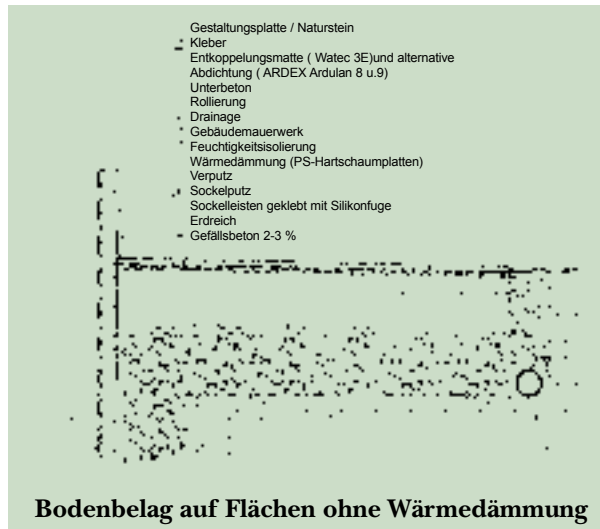 Gestaltungsplatte / Naturstein
Kleber
Entkoppelungsmatte ( Watec 3E)und alternative
Abdichtung ( ARDEX Ardulan 8 u.9)
Unterbeton
Rollierung
Drainage
Gebäudemauerwerk
Feuchtigkeitsisolierung
Wärmedämmung (PS-Hartschaumplatten)
Verputz
Sockelputz
Sockelleisten geklebt mit Silikonfuge
Erdreich
Gefällsbeton 2-3 %
Bodenbelag auf Flächen ohne Wärmedämmung